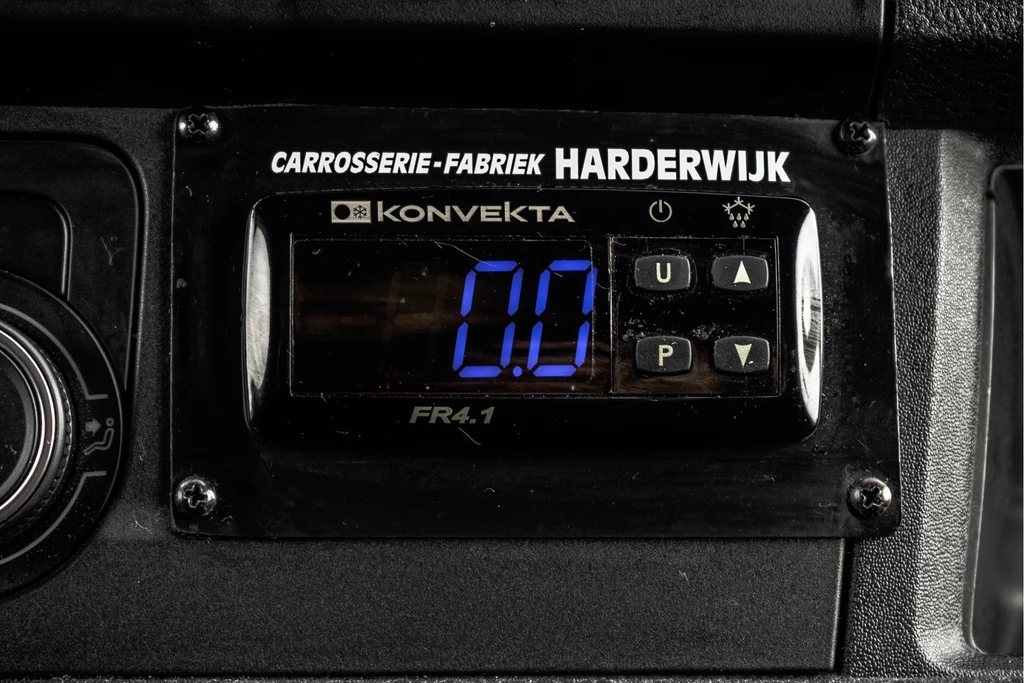 CARROSSERIE-FABRIEK HARDERWIJK
KONVEKTA
0.0
U
P
FR4.1